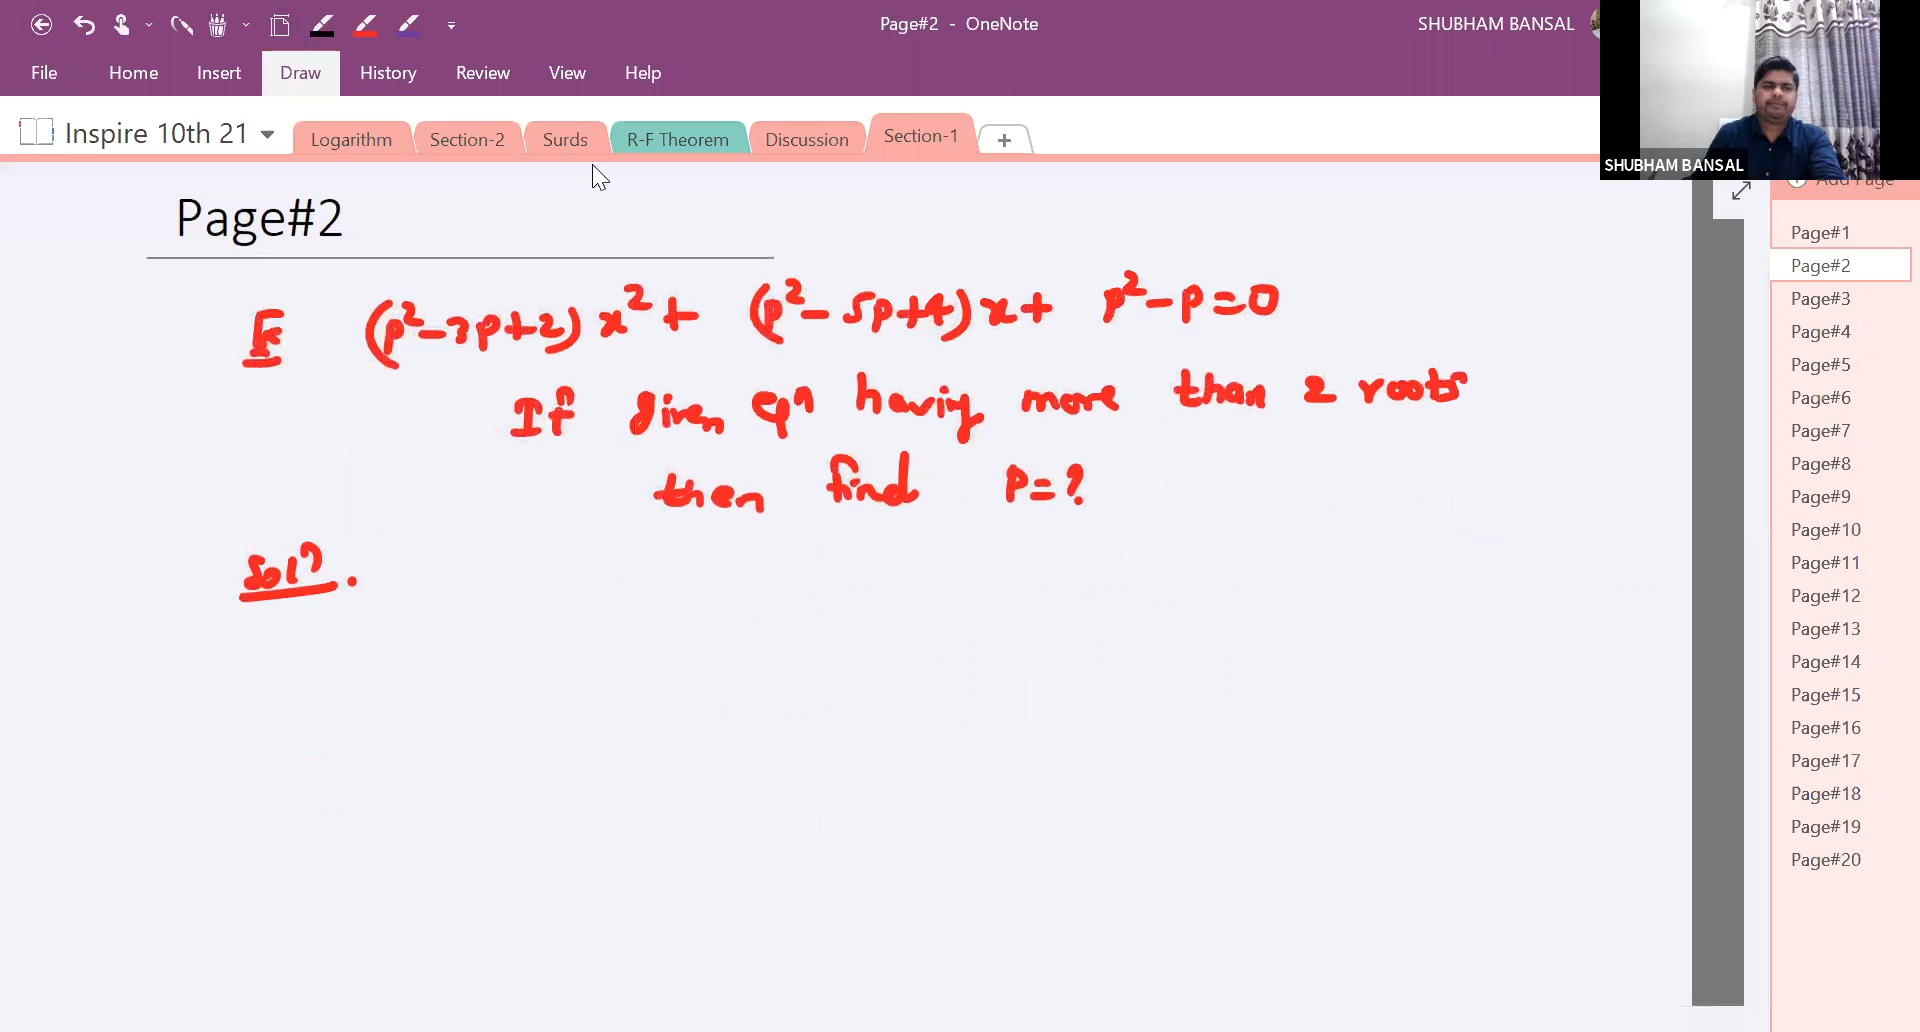 Page#2 - OneNote
SHUBHAM BANSAL
File Home Insert Draw History Review View Help
Inspire 10th 21
Logarithm Section-2 Surds R-F Theorem Discussion Section-1 +
SHUBHAM BANSAL
Add Page
Page#2
E (p²-3p+2)x²+ (p²-5p+4)x+ p²-p=0
If given eqⁿ having more than 2 roots
then find P=?
Solⁿ.
Page#1
Page#2
Page#3
Page#4
Page#5
Page#6
Page#7
Page#8
Page#9
Page#10
Page#11
Page#12
Page#13
Page#14
Page#15
Page#16
Page#17
Page#18
Page#19
Page#20